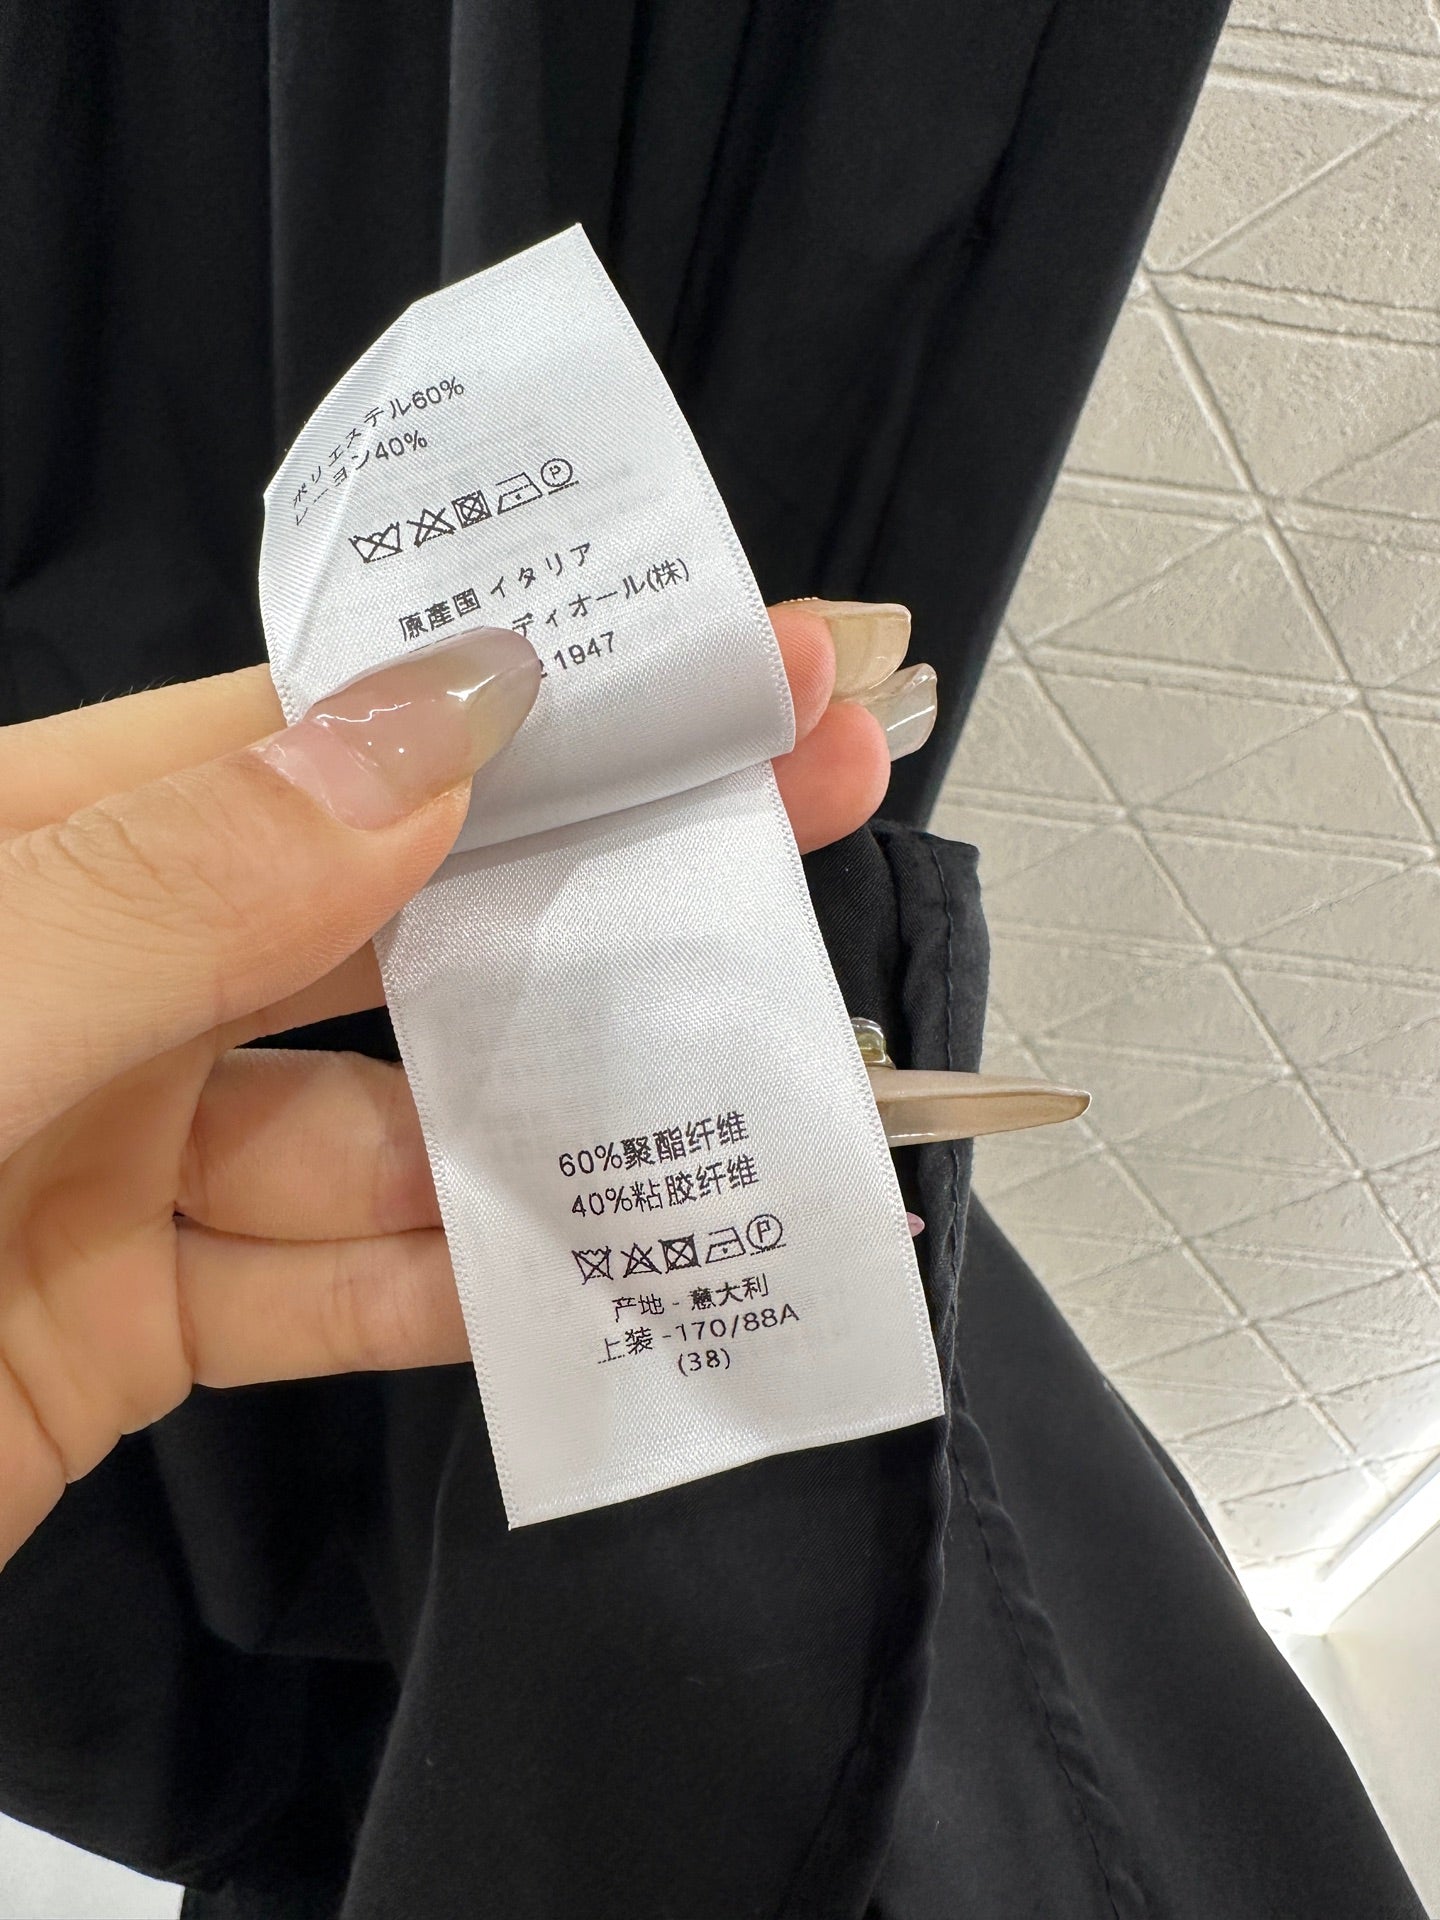 ポリエステル60%
レーヨン40%
P
原産国 イタリア
ディオール(株)
1947
60%聚酯纤维
40%粘胶纤维
P
产地 - 意大利
上装 -170/88A
(38)